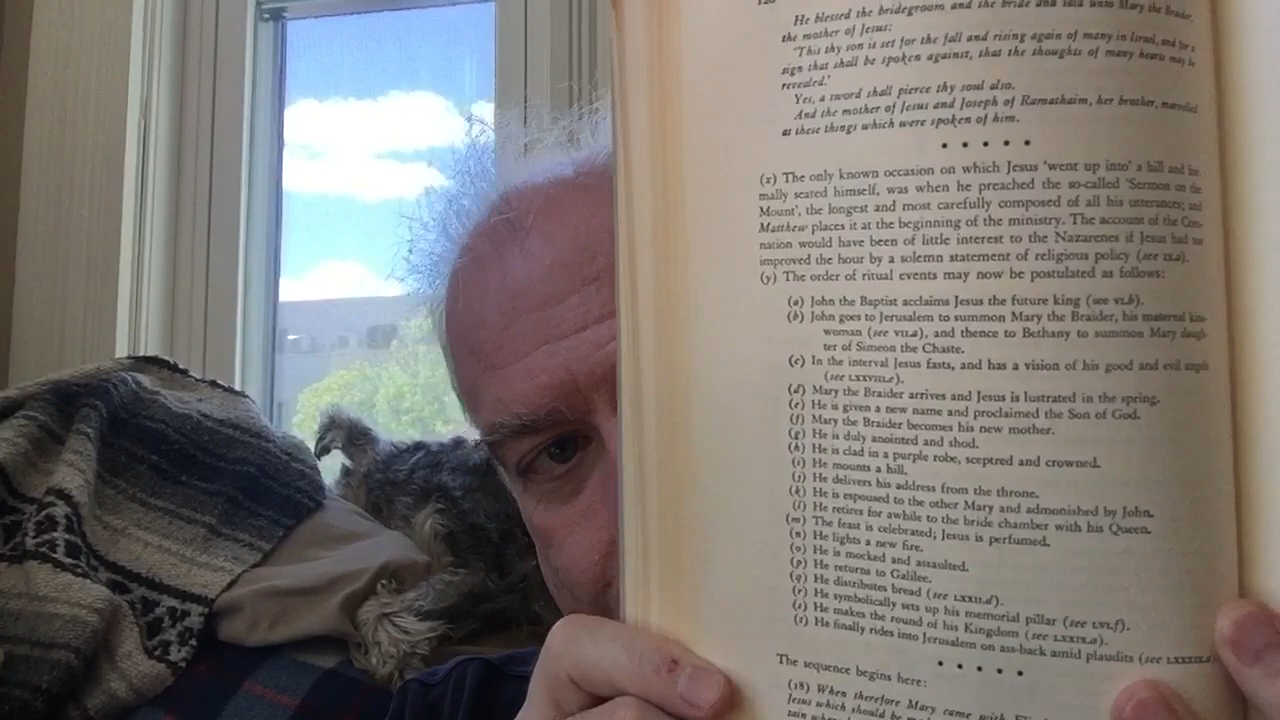 He blessed the bridegroom and the bride and said unto Mary the Braider,
the mother of Jesus:
'This thy son is set for the fall and rising again of many in Israel, and for a
sign that shall be spoken against, that the thoughts of many hearts may be
revealed.'
Yes, a sword shall pierce thy soul also.
And the mother of Jesus and Joseph of Ramathaim, her brother, marvelled
at these things which were spoken of him.
• • • • •
(x) The only known occasion on which Jesus 'went up into' a hill and
mally seated himself, was when he preached the so-called 'Sermon on the
Mount', the longest and most carefully composed of all his utterances; and
Matthew places it at the beginning of the ministry. The account of the Coro-
nation would have been of little interest to the Nazarenes if Jesus had not
improved the hour by a solemn statement of religious policy (see IX.a).
(y) The order of ritual events may now be postulated as follows:
(a) John the Baptist acclaims Jesus the future king (see VI.b).
(b) John goes to Jerusalem to summon Mary the Braider, his maternal kins-
woman (see VII.a), and thence to Bethany to summon Mary daugh-
ter of Simeon the Chaste.
(c) In the interval Jesus fasts, and has a vision of his good and evil angels
(see LXXVIII.c).
(d) Mary the Braider arrives and Jesus is lustrated in the spring.
(e) He is given a new name and proclaimed the Son of God.
(f) Mary the Braider becomes his new mother.
(g) He is duly anointed and shod.
(h) He is clad in a purple robe, sceptred and crowned.
(i) He mounts a hill.
(j) He delivers his address from the throne.
(k) He is espoused to the other Mary and admonished by John.
(l) He retires for awhile to the bride chamber with his Queen.
(m) The feast is celebrated; Jesus is perfumed.
(n) He lights a new fire.
(o) He is mocked and assaulted.
(p) He returns to Galilee.
(q) He distributes bread (see LXXII.d).
(r) He symbolically sets up his memorial pillar (see LVI.f).
(s) He makes the round of his Kingdom (see LXXIX.a).
(t) He finally rides into Jerusalem on ass-back amid plaudits (see
• • • • •
The sequence begins here:
(18) When therefore Mary came with
Jesus which should be